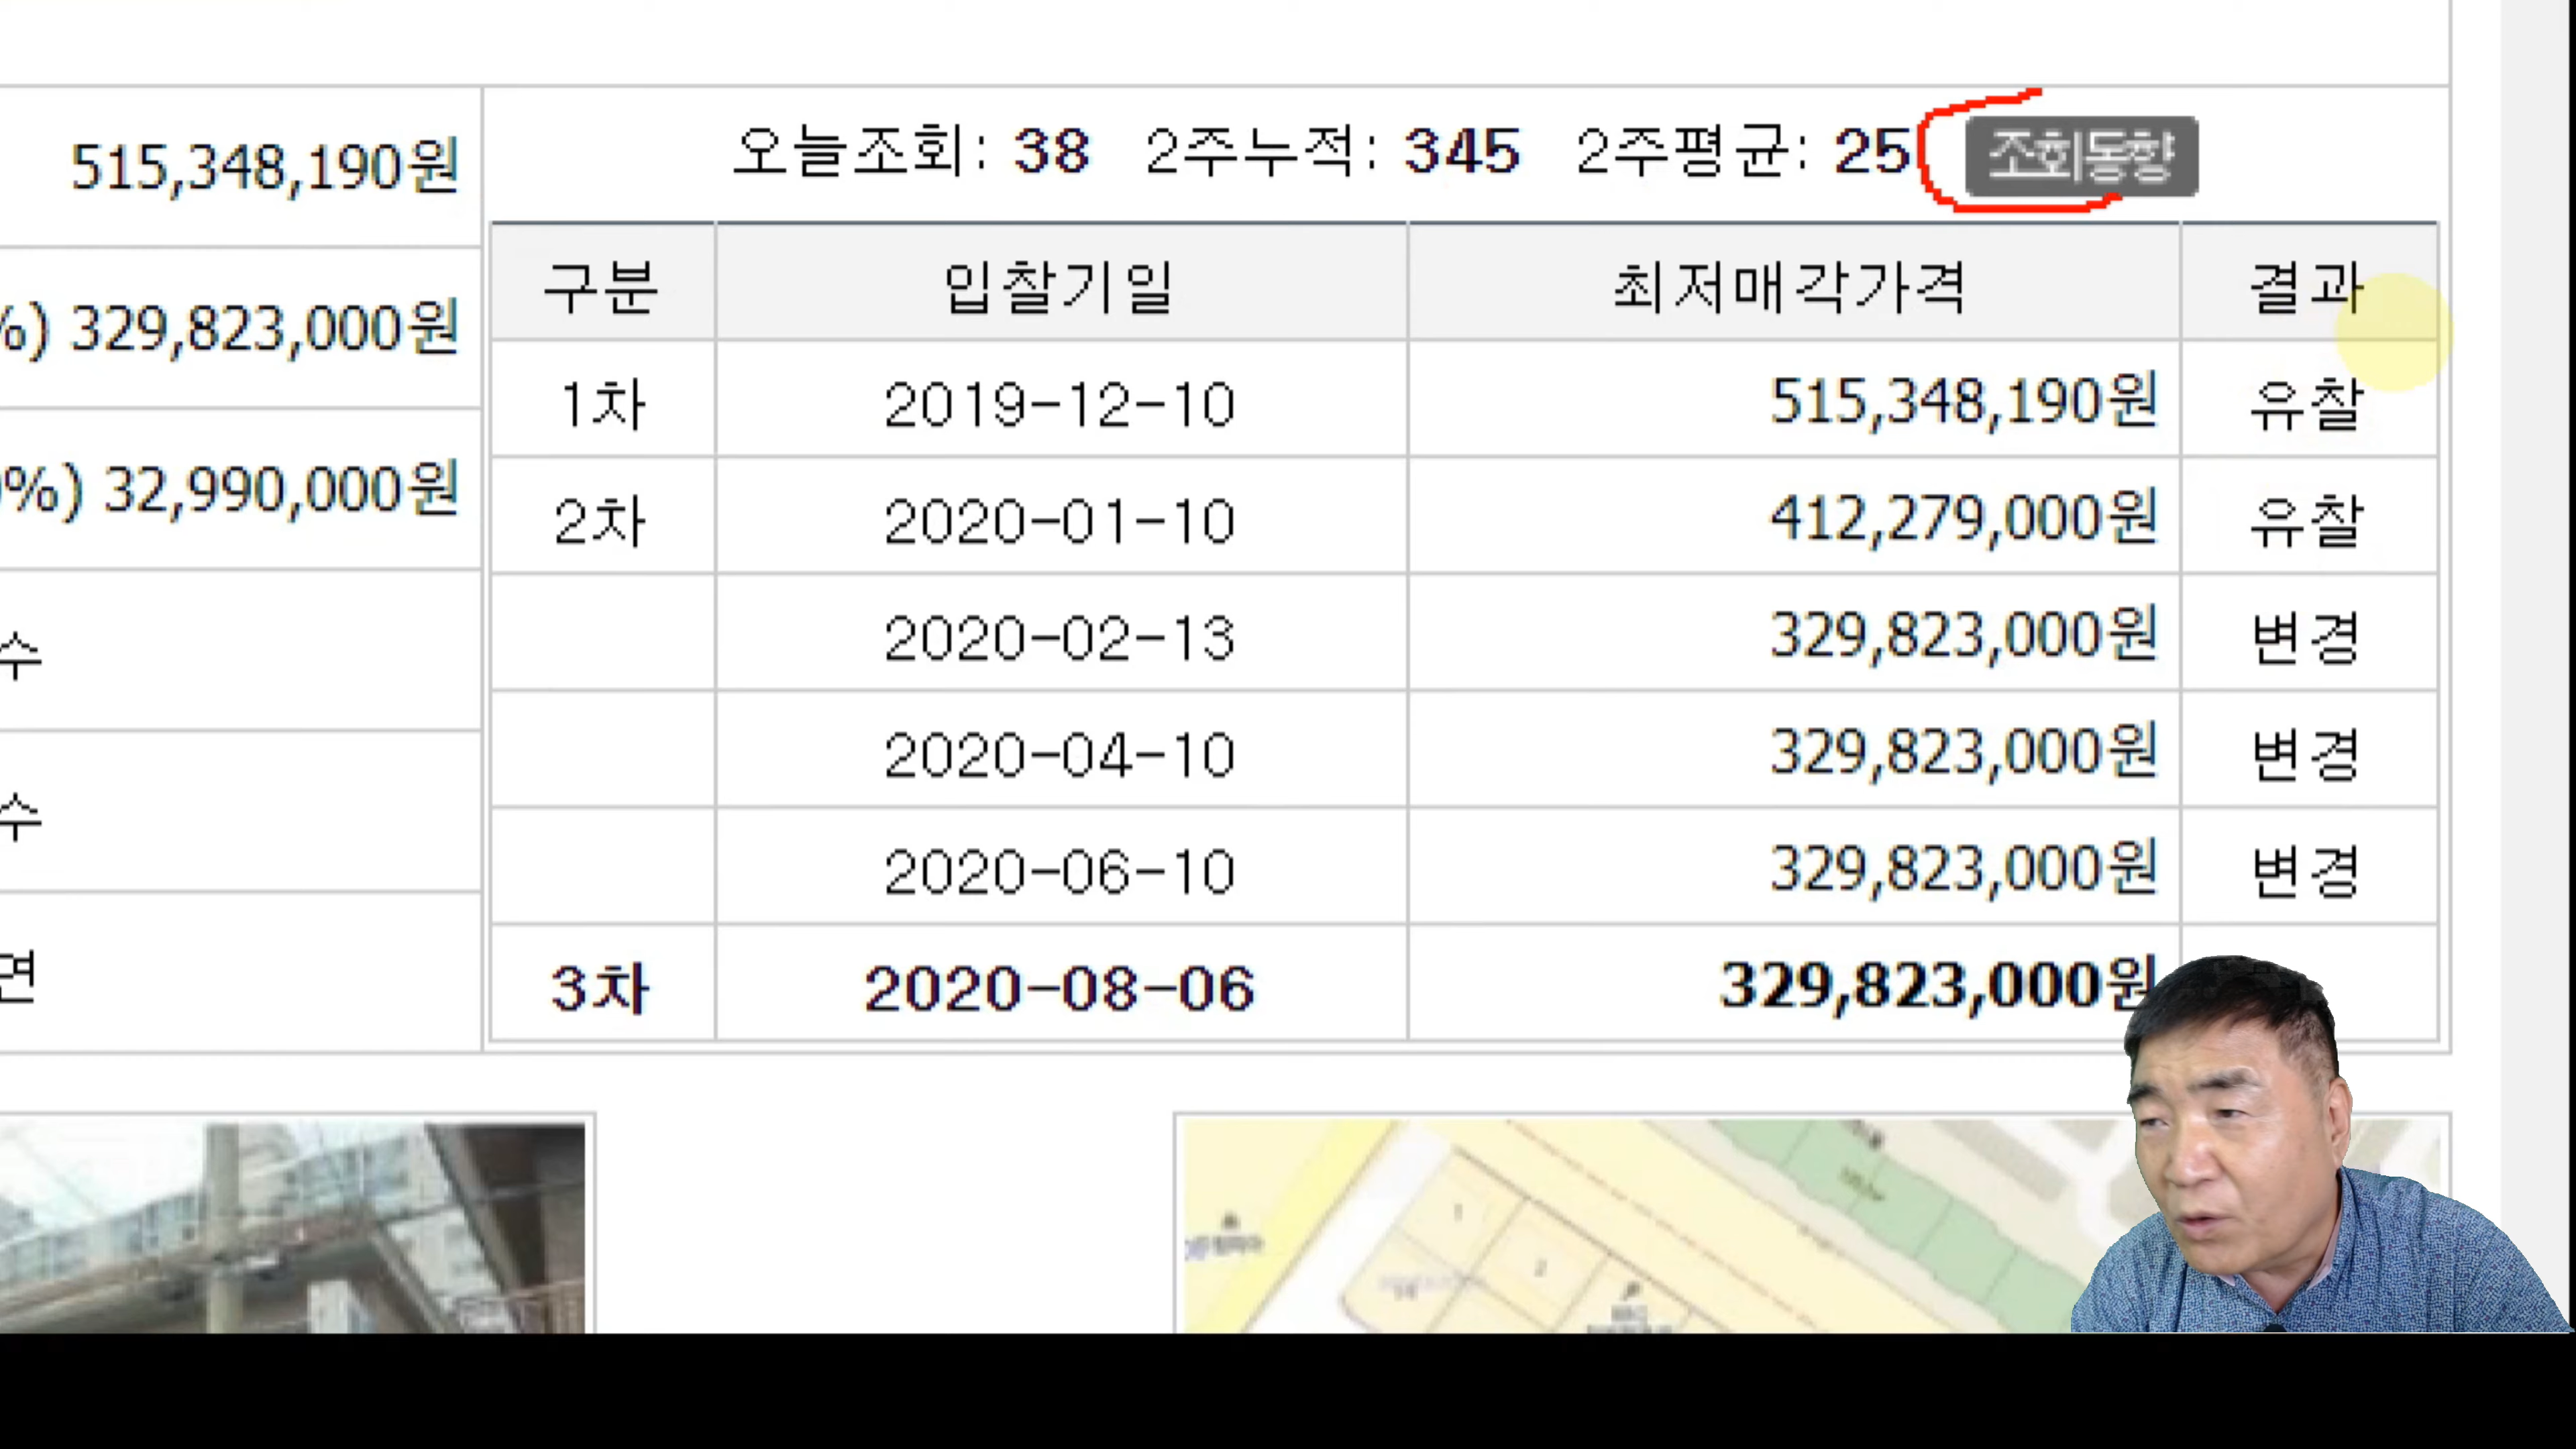 515,348,190원
%) 329,823,000원
%) 32,990,000원
수
수
연
오늘조회: 38 2주누적: 345 2주평균: 25 조회동향
구분 입찰기일 최저매각가격 결과
1차 2019-12-10 515,348,190원 유찰
2차 2020-01-10 412,279,000원 유찰
2020-02-13 329,823,000원 변경
2020-04-10 329,823,000원 변경
2020-06-10 329,823,000원 변경
3차 2020-08-06 329,823,000원